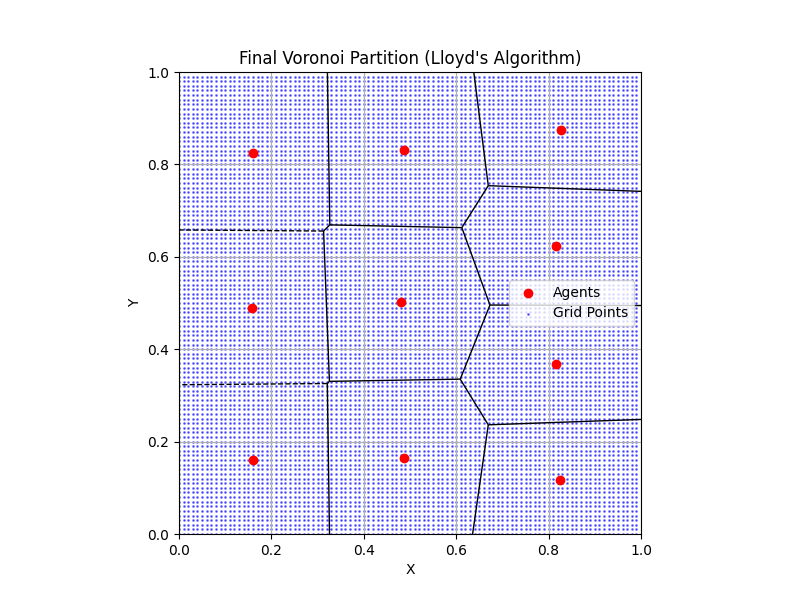 Final Voronoi Partition (Lloyd's Algorithm)
1.0
0.8
0.6
0.4
0.2
0.0
Y
Agents
Grid Points
0.0 0.2 0.4 0.6 0.8 1.0
X